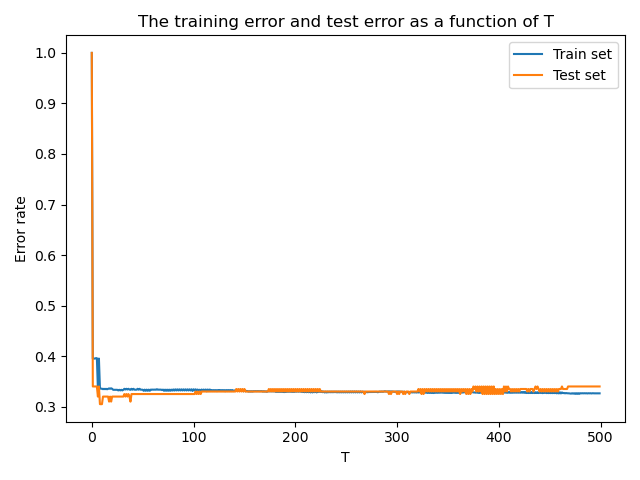 The training error and test error as a function of T
Train set
Test set
Error rate
1.0
0.9
0.8
0.7
0.6
0.5
0.4
0.3
0
100
200
300
400
500
T